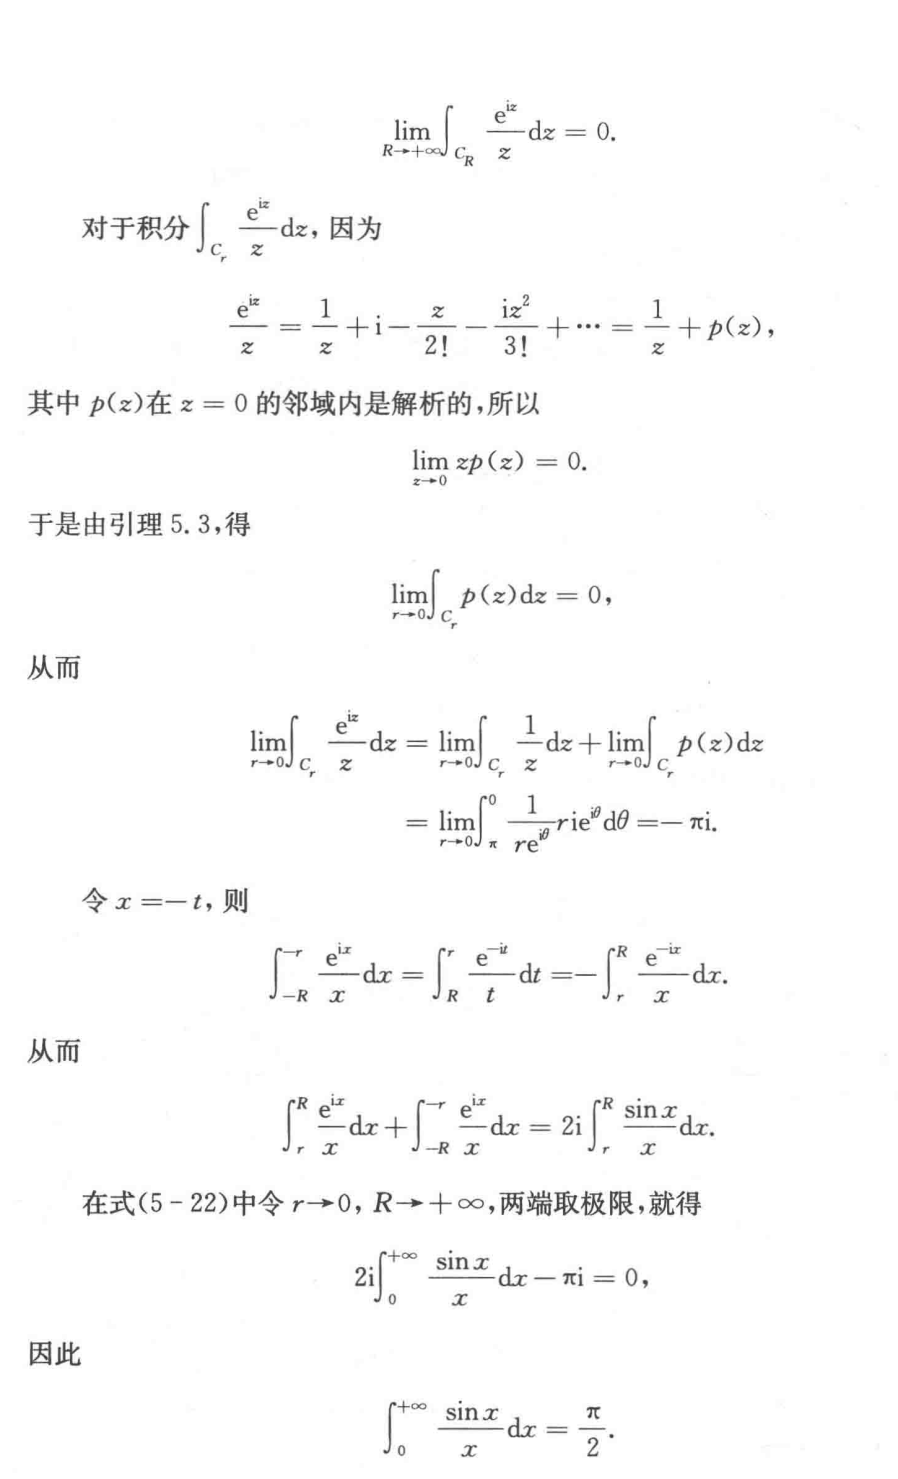 $$\lim_{R\to+\infty}\int_{C_R}\frac{e^{iz}}{z}dz=0.$$
对于积分$\int_{C_r}\frac{e^{iz}}{z}dz$，因为
$$\frac{e^{iz}}{z}=\frac{1}{z}+i-\frac{z}{2!}-\frac{iz^2}{3!}+\cdots=\frac{1}{z}+p(z),$$
其中 $p(z)$在 $z=0$ 的邻域内是解析的,所以
$$\lim_{z\to0}zp(z)=0.$$
于是由引理 5.3,得
$$\lim_{r\to0}\int_{C_r}p(z)dz=0,$$
从而
$$\lim_{r\to0}\int_{C_r}\frac{e^{iz}}{z}dz=\lim_{r\to0}\int_{C_r}\frac{1}{z}dz+\lim_{r\to0}\int_{C_r}p(z)dz$$
$$=\lim_{r\to0}\int_{\pi}^{0}\frac{1}{re^{i\theta}}rie^{i\theta}d\theta=-\pi i.$$
令 $x=-t$，则
$$\int_{-R}^{-r}\frac{e^{ix}}{x}dx=\int_{R}^{r}\frac{e^{-it}}{t}dt=-\int_{r}^{R}\frac{e^{-ix}}{x}dx.$$
从而
$$\int_{r}^{R}\frac{e^{ix}}{x}dx+\int_{-R}^{-r}\frac{e^{ix}}{x}dx=2i\int_{r}^{R}\frac{\sin x}{x}dx.$$
在式(5-22)中令 $r\to0$，$R\to+\infty$,两端取极限,就得
$$2i\int_{0}^{+\infty}\frac{\sin x}{x}dx-\pi i=0,$$
因此
$$\int_{0}^{+\infty}\frac{\sin x}{x}dx=\frac{\pi}{2}.$$